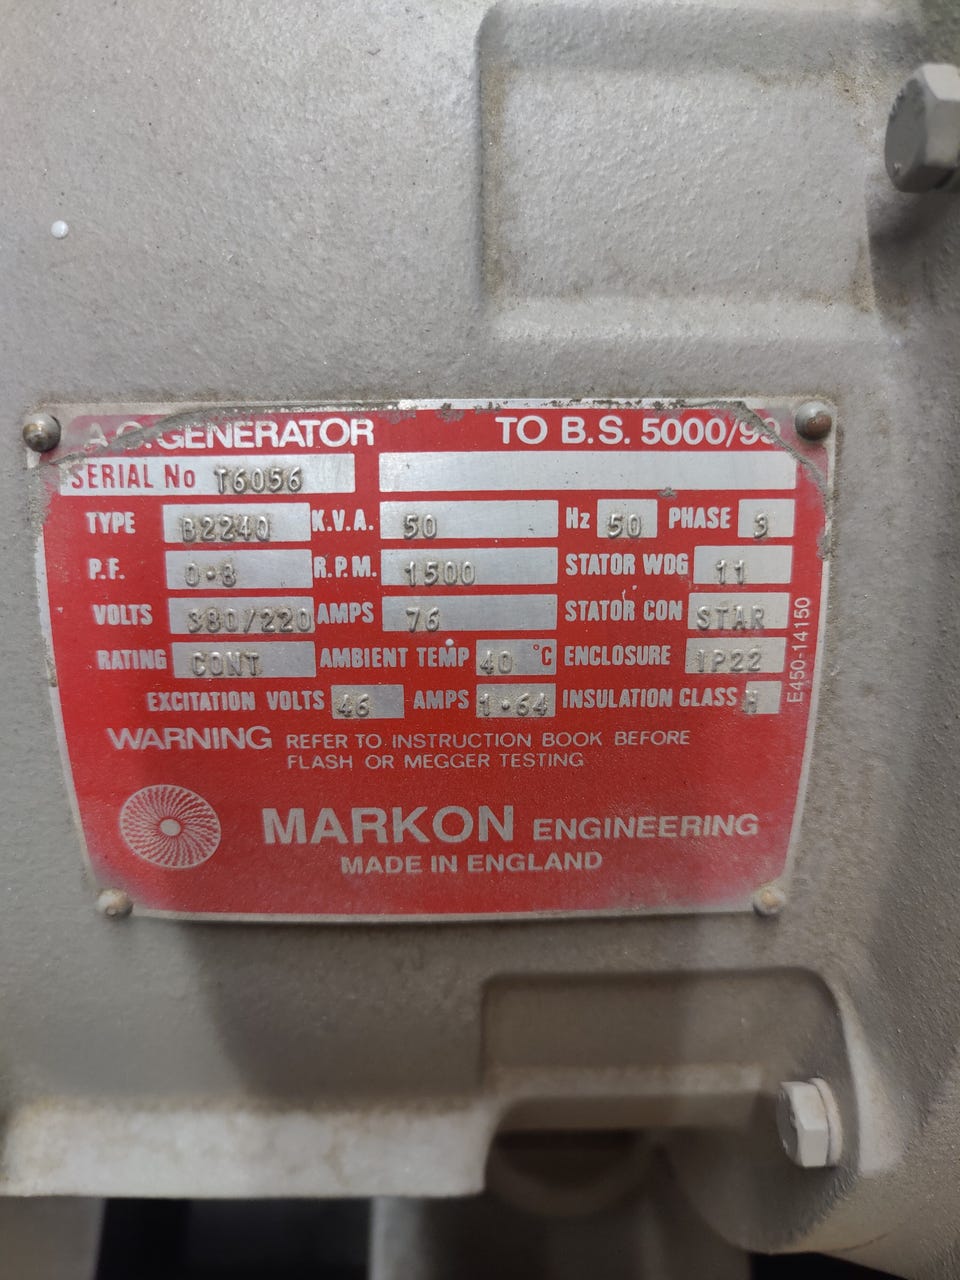 A.C. GENERATOR TO B.S. 5000/99
SERIAL No T6056
TYPE B224Q K.V.A. 50 Hz 50 PHASE 3
P.F. 0·8 R.P.M. 1500 STATOR WDG 11
VOLTS 380/220 AMPS 76 STATOR CON STAR
RATING CONT AMBIENT TEMP 40 °C ENCLOSURE IP22
EXCITATION VOLTS 46 AMPS 1·64 INSULATION CLASS H
E450-14150
WARNING REFER TO INSTRUCTION BOOK BEFORE
FLASH OR MEGGER TESTING
MARKON ENGINEERING
MADE IN ENGLAND